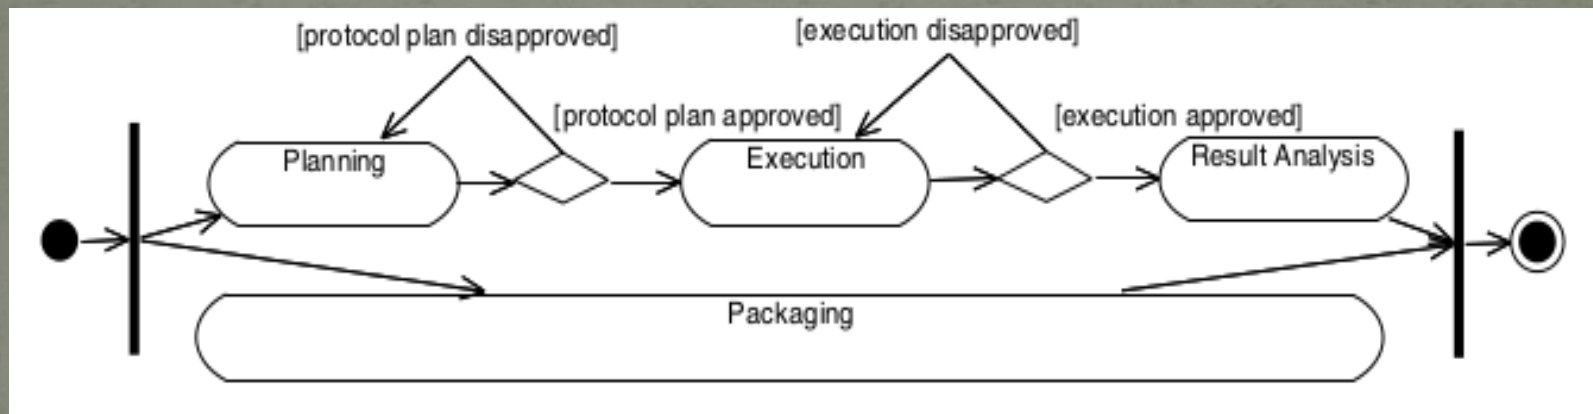 [protocol plan disapproved]
[execution disapproved]
[protocol plan approved]
[execution approved]
Planning
Execution
Result Analysis
Packaging